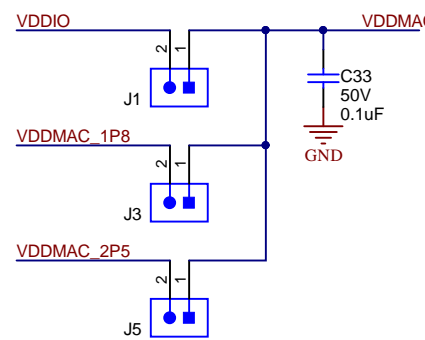 VDDIO
VDDMAC
2
1
J1
C33
50V
0.1uF
GND
VDDMAC_1P8
2
1
J3
VDDMAC_2P5
2
1
J5